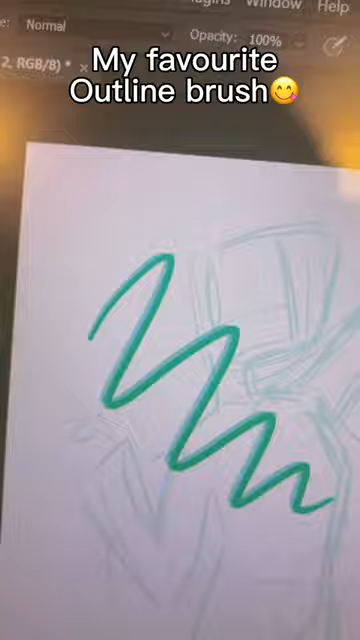 Window Help
Normal
Opacity: 100%
2, RGB/8) * ×
My favourite
Outline brush😋